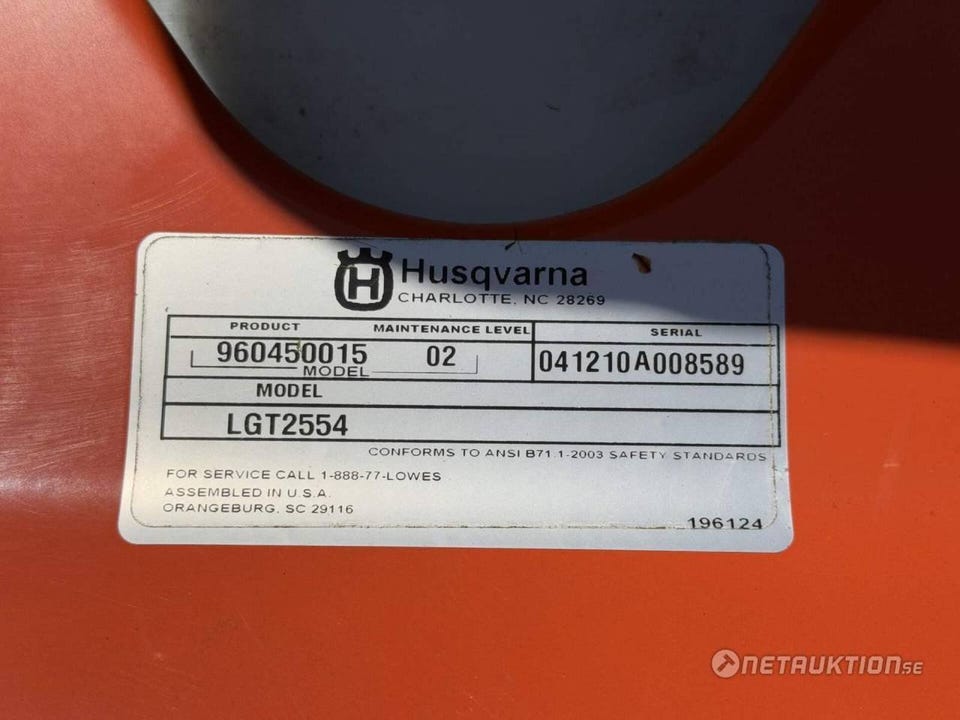 H Husqvarna
CHARLOTTE, NC 28269
PRODUCT MAINTENANCE LEVEL SERIAL
960450015 02 041210A008589
MODEL
MODEL
LGT2554
CONFORMS TO ANSI B71.1-2003 SAFETY STANDARDS
FOR SERVICE CALL 1-888-77-LOWES
ASSEMBLED IN U.S.A.
ORANGEBURG, SC 29116
196124
NETAUKTION.SE